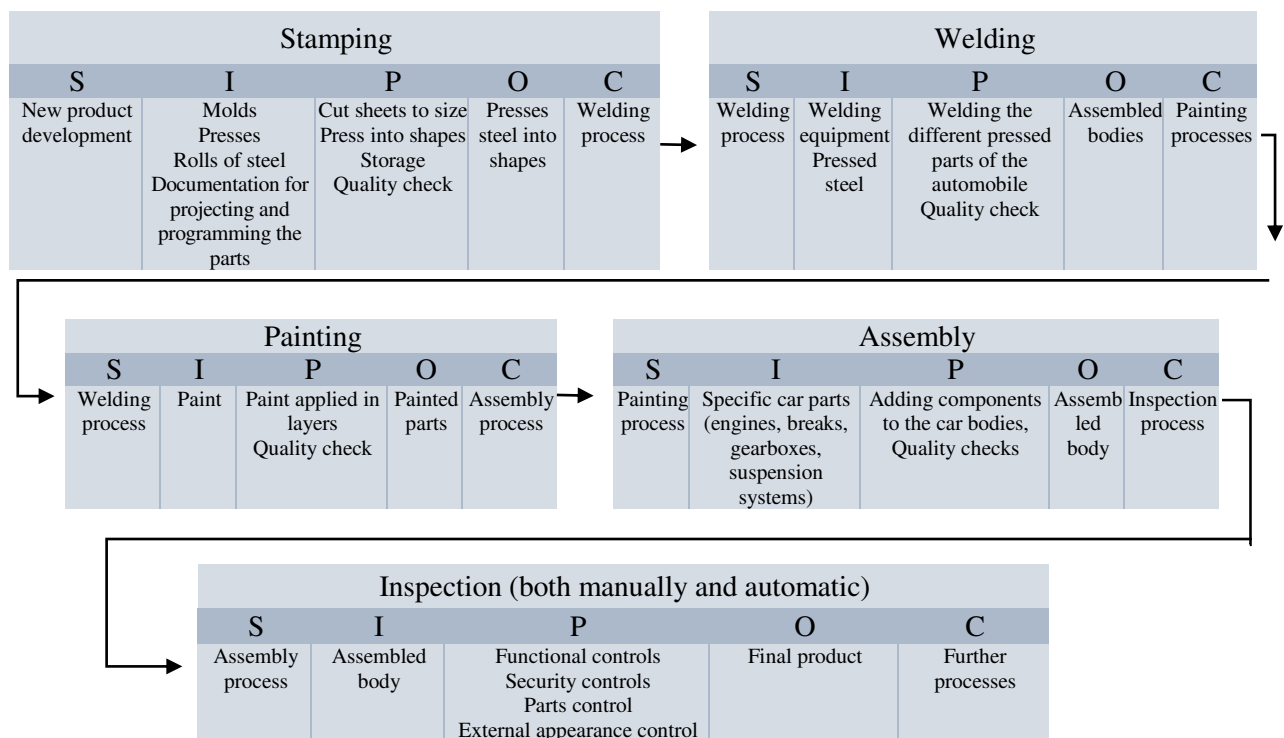 Stamping
S I P O C
New product
development
Molds
Presses
Rolls of steel
Documentation for
projecting and
programming the
parts
Cut sheets to size
Press into shapes
Storage
Quality check
Presses
steel into
shapes
Welding
process
Welding
S I P O C
Welding
process
Welding
equipment
Pressed
steel
Welding the
different pressed
parts of the
automobile
Quality check
Assembled
bodies
Painting
processes
Painting
S I P O C
Welding
process
Paint
Paint applied in
layers
Quality check
Painted
parts
Assembly
process
Assembly
S I P O C
Painting
process
Specific car parts
(engines, breaks,
gearboxes,
suspension
systems)
Adding components
to the car bodies,
Quality checks
Assemb
led
body
Inspection
process
Inspection (both manually and automatic)
S I P O C
Assembly
process
Assembled
body
Functional controls
Security controls
Parts control
External appearance control
Final product
Further
processes